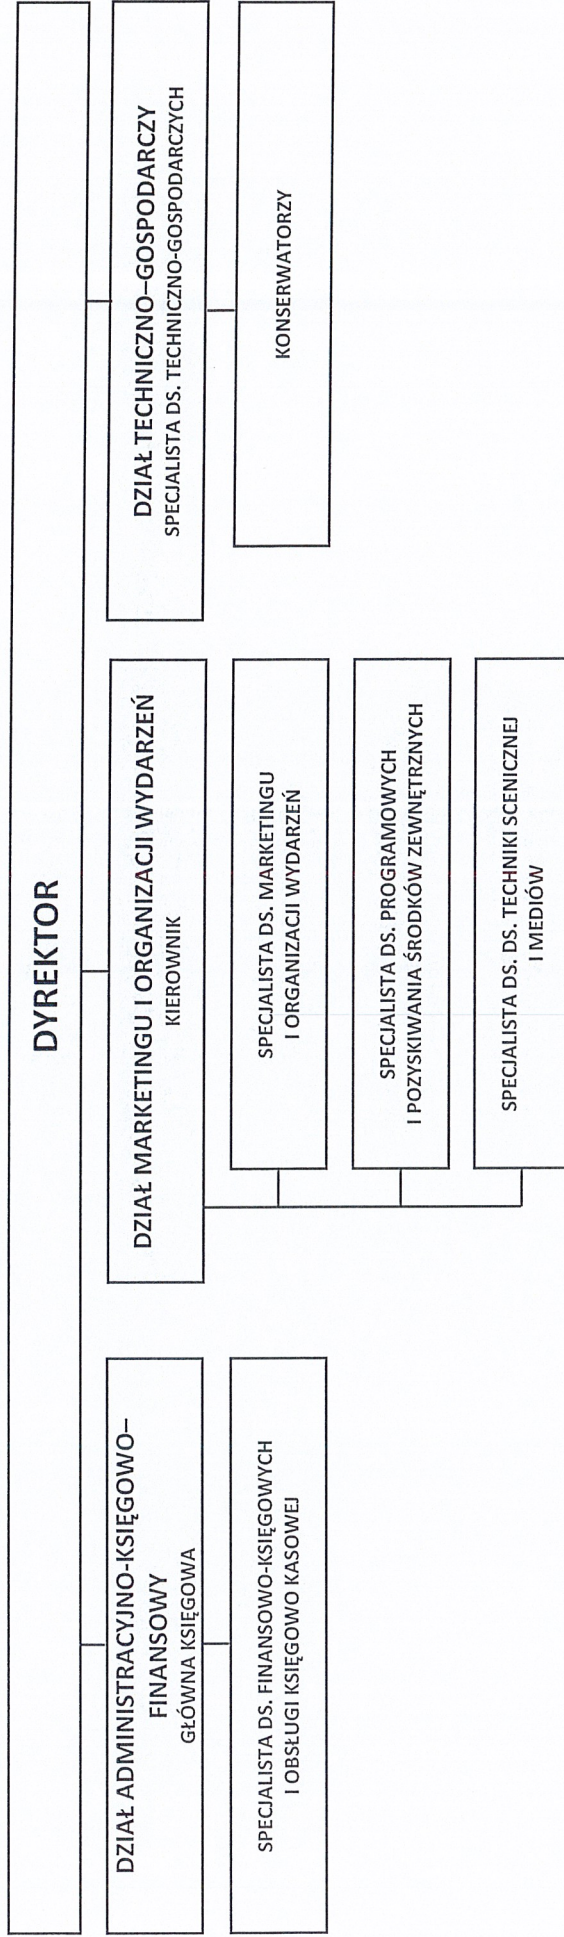 DYREKTOR
DZIAŁ ADMINISTRACYJNO-KSIĘGOWO–
FINANSOWY
GŁÓWNA KSIĘGOWA
SPECJALISTA DS. FINANSOWO-KSIĘGOWYCH
I OBSŁUGI KSIĘGOWO KASOWEJ
DZIAŁ MARKETINGU I ORGANIZACJI WYDARZEŃ
KIEROWNIK
SPECJALISTA DS. MARKETINGU
I ORGANIZACJI WYDARZEŃ
SPECJALISTA DS. PROGRAMOWYCH
I POZYSKIWANIA ŚRODKÓW ZEWNĘTRZNYCH
SPECJALISTA DS. DS. TECHNIKI SCENICZNEJ
I MEDIÓW
DZIAŁ TECHNICZNO–GOSPODARCZY
SPECJALISTA DS. TECHNICZNO-GOSPODARCZYCH
KONSERWATORZY